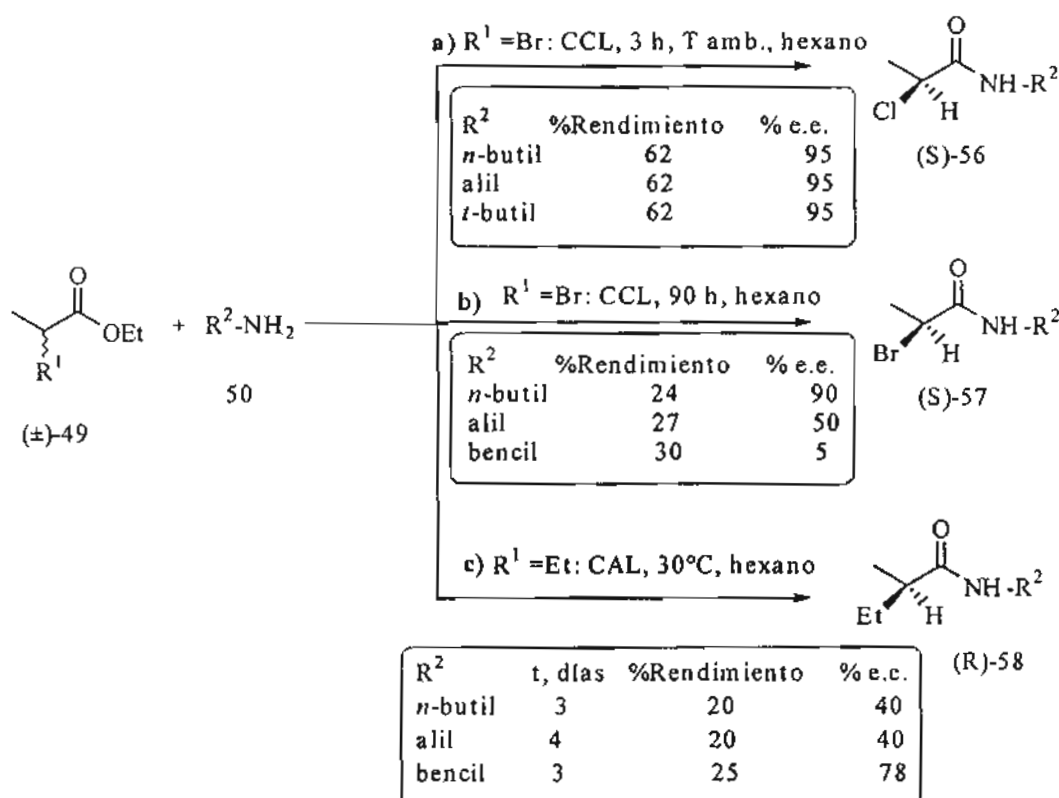 a) R¹ =Br: CCL, 3 h, T amb., hexano
R² %Rendimiento % e.e.
n-butil 62 95
alil 62 95
t-butil 62 95
O
NH-R²
Cl H
(S)-56
O
OEt
R¹
(±)-49
+ R²-NH₂
50
b) R¹ =Br: CCL, 90 h, hexano
R² %Rendimiento % e.e.
n-butil 24 90
alil 27 50
bencil 30 5
O
NH-R²
Br H
(S)-57
c) R¹ =Et: CAL, 30°C, hexano
R² t, días %Rendimiento % e.e.
n-butil 3 20 40
alil 4 20 40
bencil 3 25 78
O
NH-R²
Et H
(R)-58